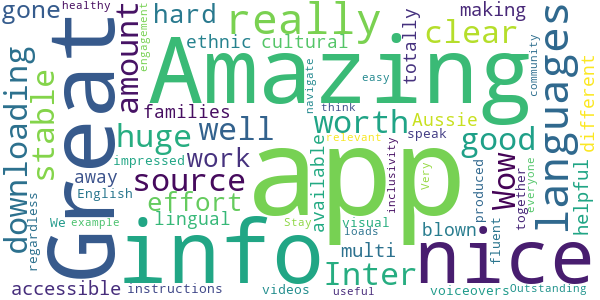 gone
healthy
hard
really
making
languages
Great
amount
engagement
ethnic
cultural
totally
clear
community
different
downloading
stable
Amazing
navigate
easy
families
think
huge
well
worth
Aussie
relevant
good
impressed
work
available
speak
Wow
helpful
away
source
inclusivity
app
Very
produced
together
everyone
English
regardless
effort
We
example
lingual
info
Stay
visual
loads
multi
blown
fluent
nice
Inter
accessible
instructions
videos
useful
voiceovers
Outstanding